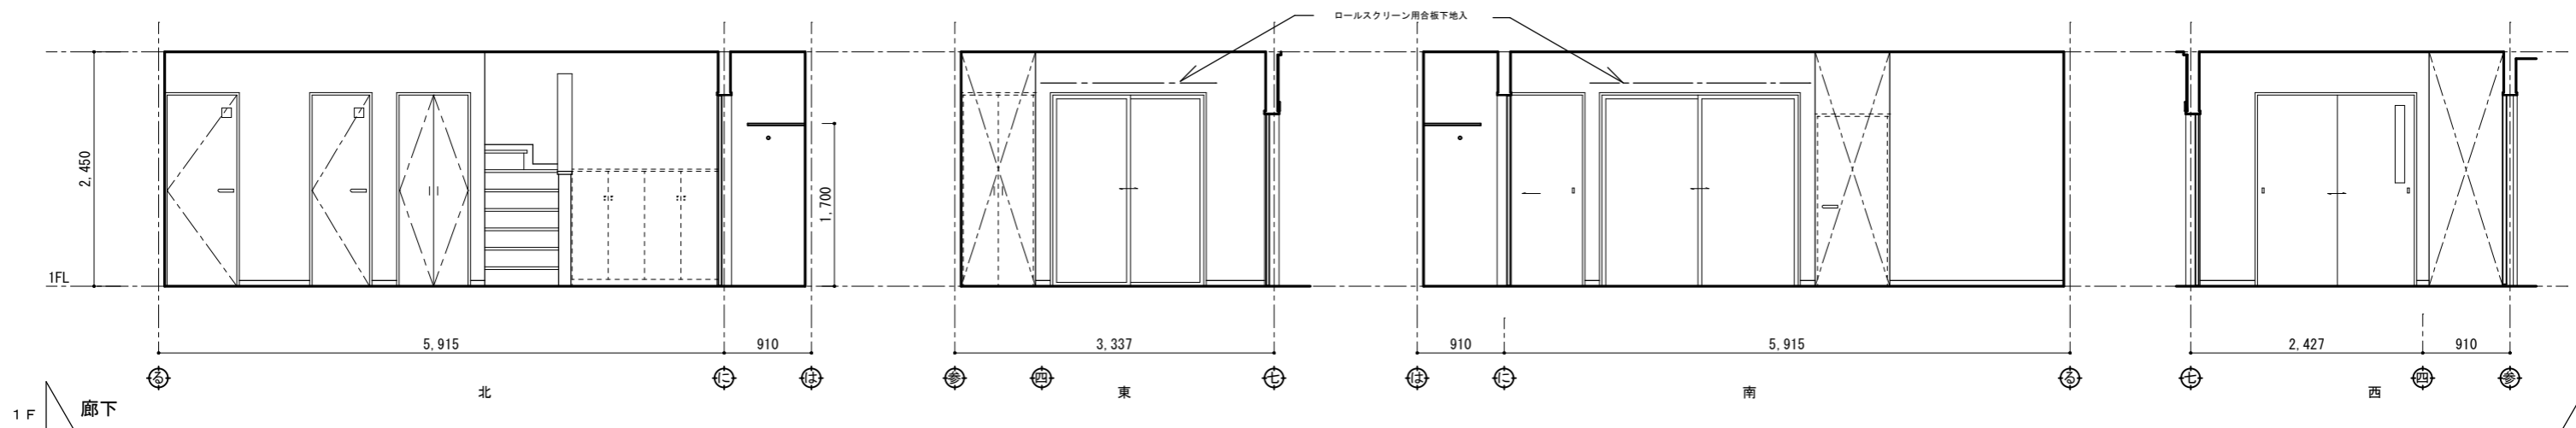 ロールスクリーン用合板下地入
2,450
1,700
1FL
5,915
910
3,337
910
5,915
2,427
910
る
に
は
参
四
七
は
に
る
七
四
参
北
東
南
西
1F
廊下